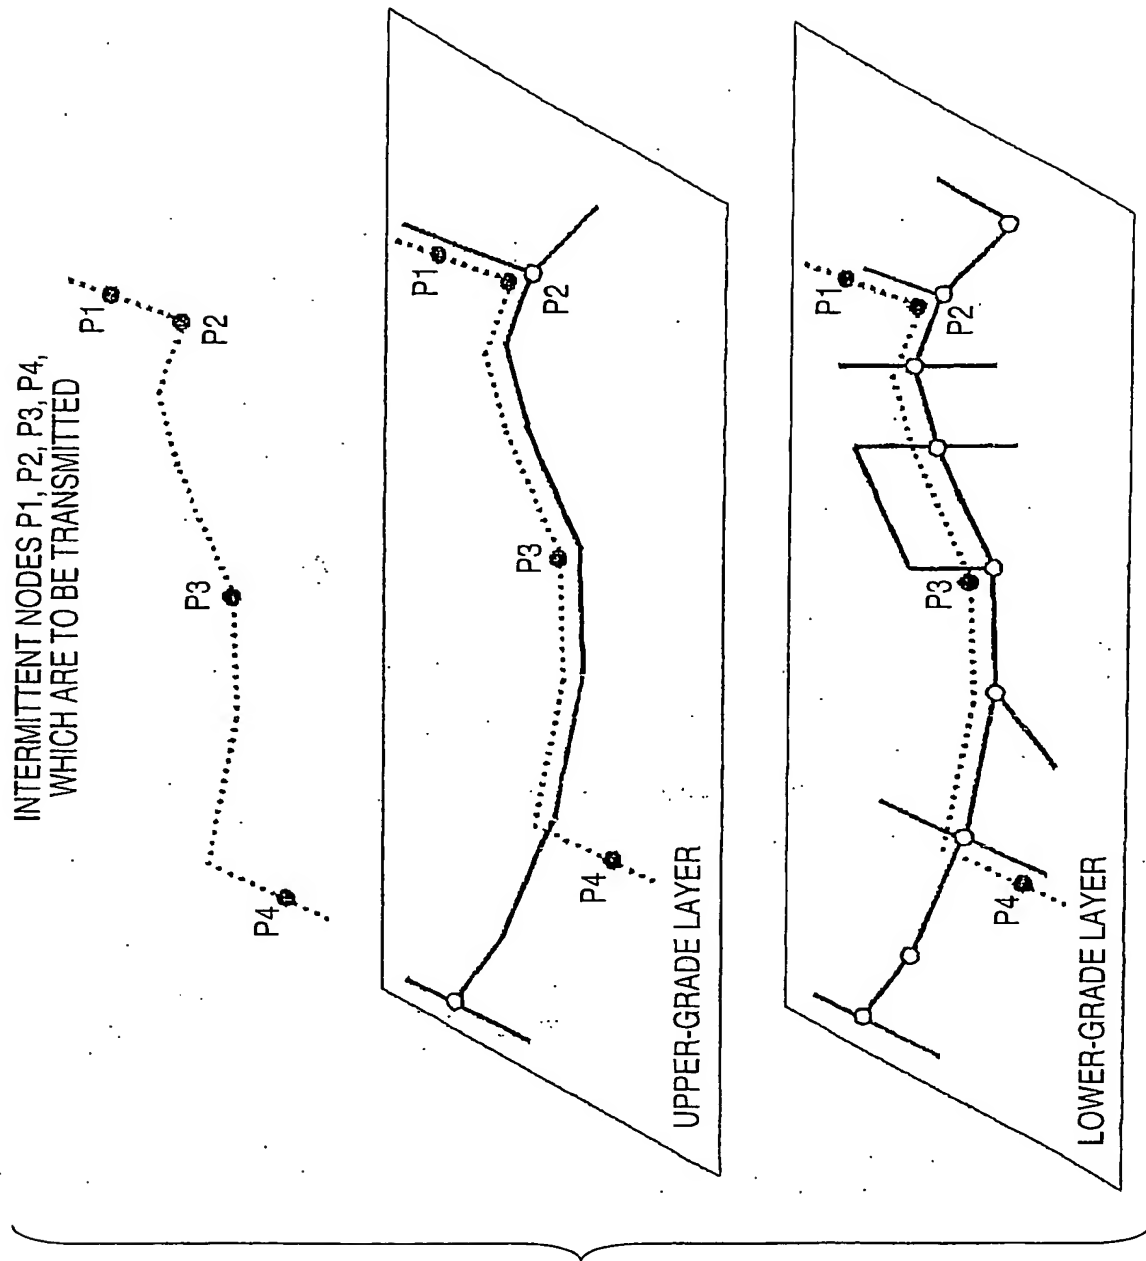 INTERMITTENT NODES P1, P2, P3, P4,
WHICH ARE TO BE TRANSMITTED
P1
P2
P3
P4
P1
P2
P3
P4
UPPER-GRADE LAYER
P1
P2
P3
P4
LOWER-GRADE LAYER